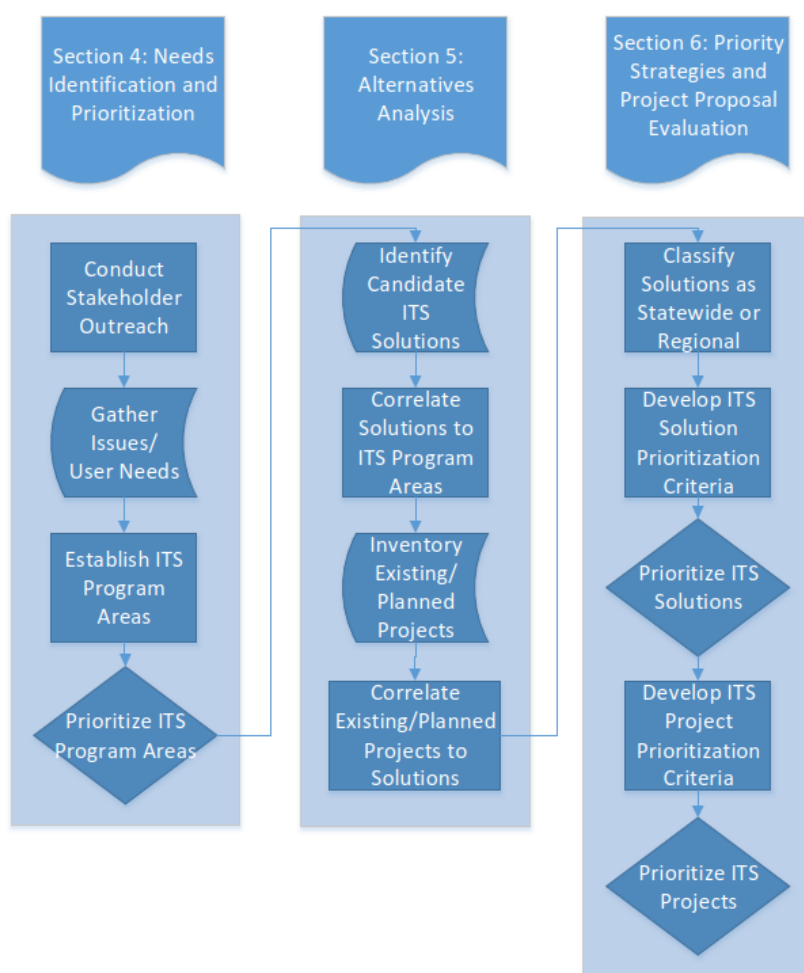 Section 4: Needs
Identification and
Prioritization
Section 5:
Alternatives
Analysis
Section 6: Priority
Strategies and
Project Proposal
Evaluation
Conduct
Stakeholder
Outreach
Gather
Issues/
User Needs
Establish ITS
Program
Areas
Prioritize ITS
Program Areas
Identify
Candidate
ITS
Solutions
Correlate
Solutions to
ITS Program
Areas
Inventory
Existing/
Planned
Projects
Correlate
Existing/Planned
Projects to
Solutions
Classify
Solutions as
Statewide or
Regional
Develop ITS
Solution
Prioritization
Criteria
Prioritize ITS
Solutions
Develop ITS
Project
Prioritization
Criteria
Prioritize ITS
Projects